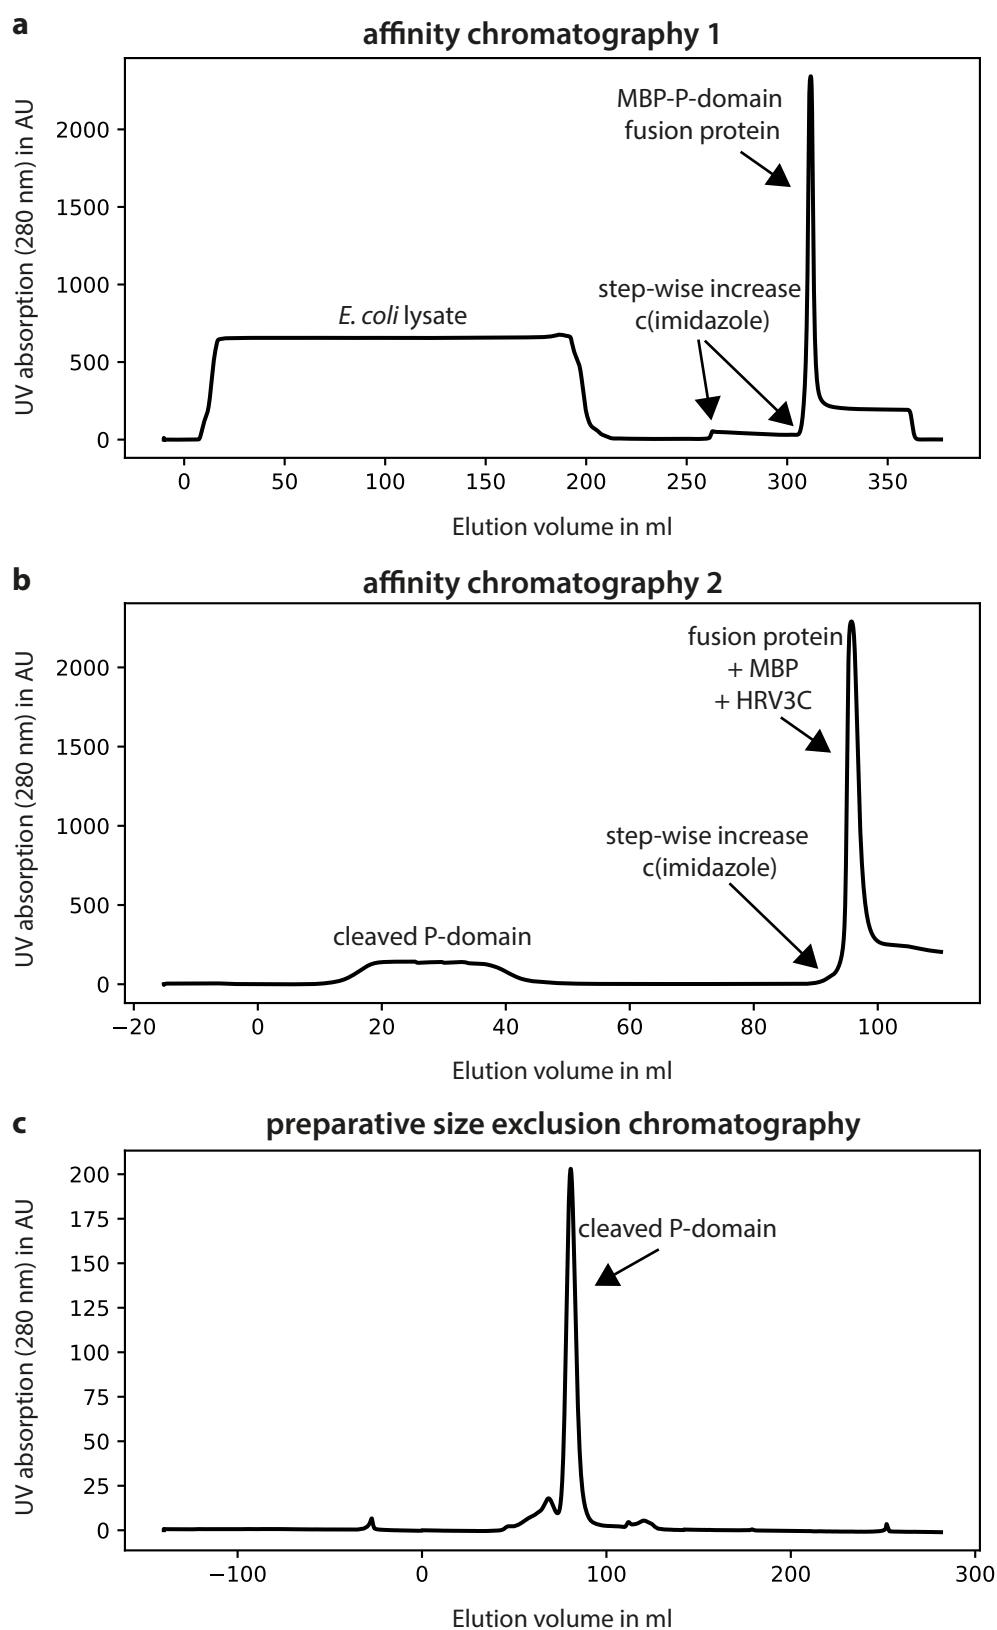 a
affinity chromatography 1
UV absorption (280 nm) in AU
2000
1500
1000
500
0
MBP-P-domain
fusion protein
step-wise increase
c(imidazole)
E. coli lysate
0 50 100 150 200 250 300 350
Elution volume in ml
b
affinity chromatography 2
UV absorption (280 nm) in AU
2000
1500
1000
500
0
fusion protein
+ MBP
+ HRV3C
step-wise increase
c(imidazole)
cleaved P-domain
−20 0 20 40 60 80 100
Elution volume in ml
c
preparative size exclusion chromatography
UV absorption (280 nm) in AU
200
175
150
125
100
75
50
25
0
cleaved P-domain
−100 0 100 200 300
Elution volume in ml